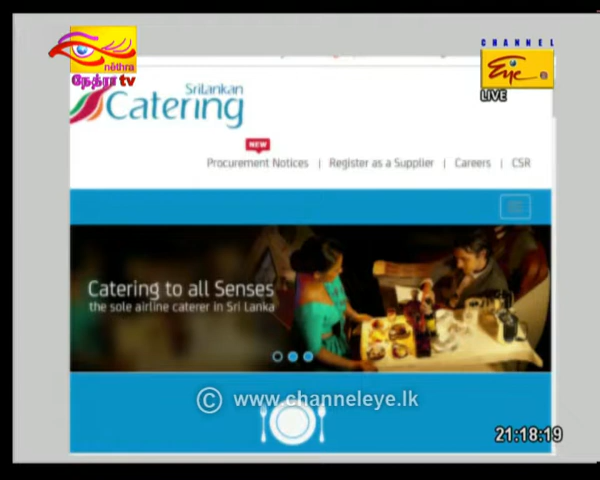 nēthra
நேத்ரா tv
CHANNEL
Eye
LIVE
SriLankan
Catering
NEW
Procurement Notices | Register as a Supplier | Careers | CSR
Catering to all Senses
the sole airline caterer in Sri Lanka
© www.channeleye.lk
21:18:19